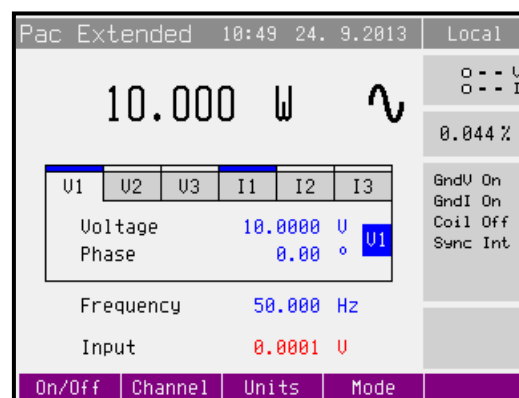 Pac Extended 10:49 24. 9.2013 Local
O - - V
O - - I
10.000 W
0.044 %
V1 V2 V3 I1 I2 I3
GndV On
GndI On
Coil Off
Sync Int
Voltage 10.0000 V
V1
Phase 0.00 °
Frequency 50.000 Hz
Input 0.0001 V
On/Off Channel Units Mode